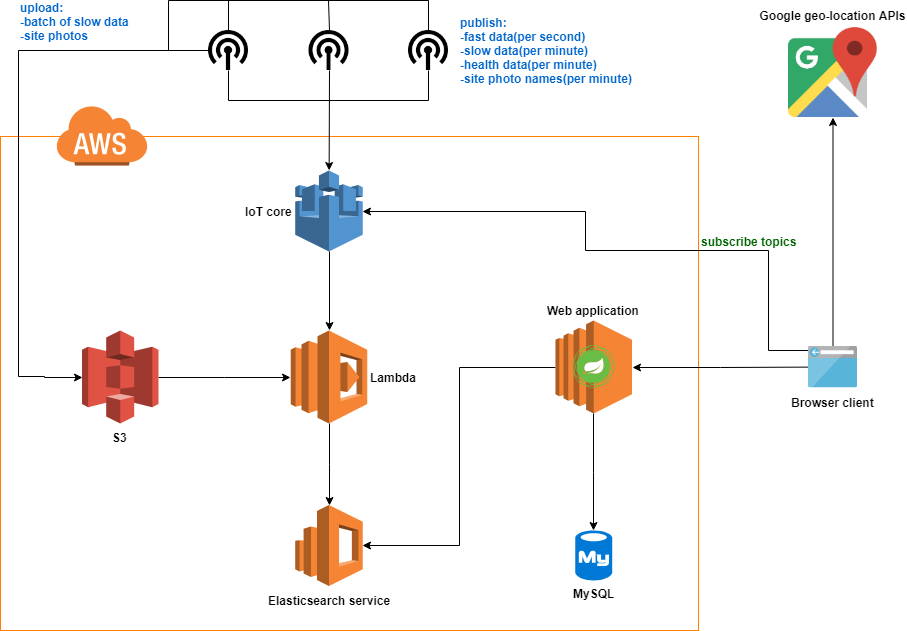 upload:
-batch of slow data
-site photos
publish:
-fast data(per second)
-slow data(per minute)
-health data(per minute)
-site photo names(per minute)
Google geo-location APIs
G
AWS
IoT core
subscribe topics
Web application
Lambda
Browser client
S3
My
Elasticsearch service
MySQL